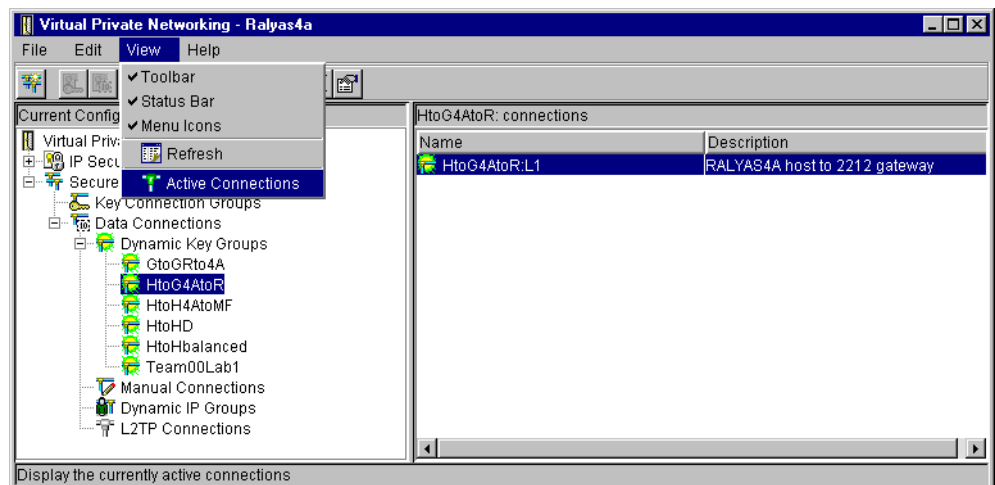 Virtual Private Networking - Ralyas4a
File Edit View Help
Toolbar
Status Bar
Menu Icons
Refresh
Active Connections
Current Config
Virtual Priv
IP Secu
Secure
Key Connection Groups
Data Connections
Dynamic Key Groups
GtoGRto4A
HtoG4AtoR
HtoH4AtoMF
HtoHD
HtoHbalanced
Team00Lab1
Manual Connections
Dynamic IP Groups
L2TP Connections
HtoG4AtoR: connections
Name Description
HtoG4AtoR:L1 RALYAS4A host to 2212 gateway
Display the currently active connections